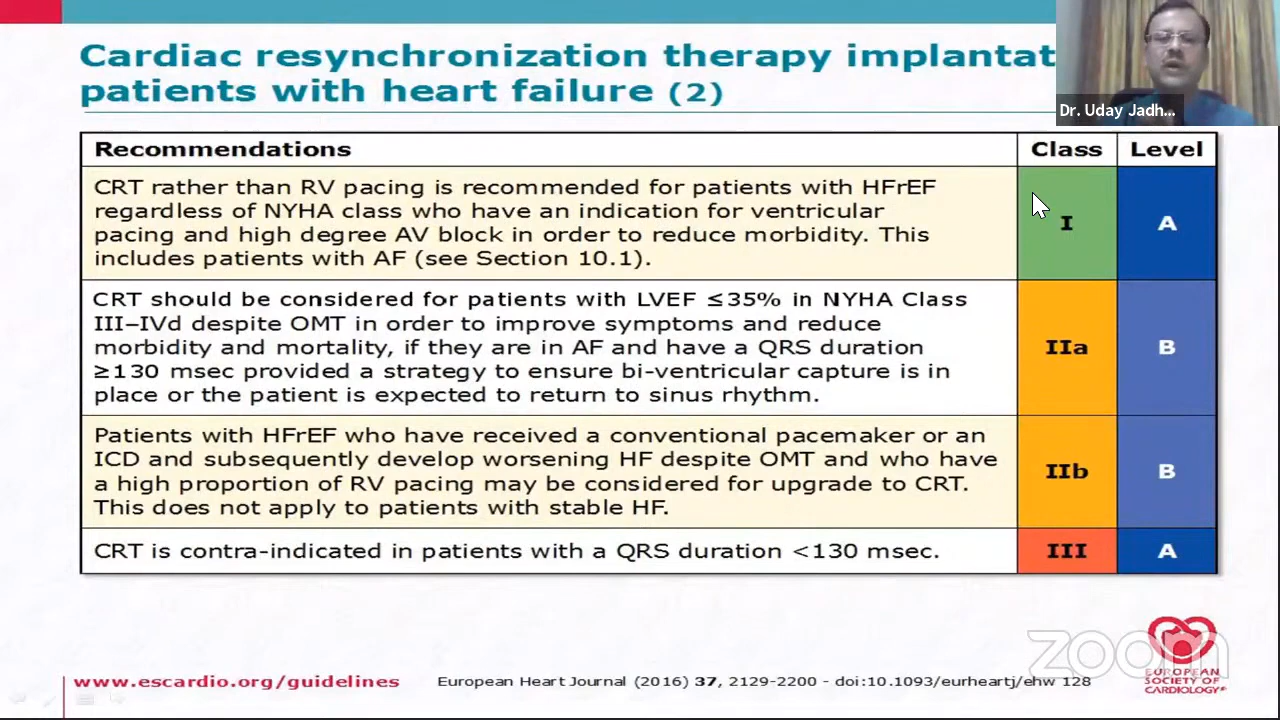 Cardiac resynchronization therapy implantat
patients with heart failure (2)
Dr. Uday Jadh...
Recommendations Class Level
CRT rather than RV pacing is recommended for patients with HFrEF
regardless of NYHA class who have an indication for ventricular
pacing and high degree AV block in order to reduce morbidity. This
includes patients with AF (see Section 10.1).
I A
CRT should be considered for patients with LVEF ≤35% in NYHA Class
III–IVd despite OMT in order to improve symptoms and reduce
morbidity and mortality, if they are in AF and have a QRS duration
≥130 msec provided a strategy to ensure bi-ventricular capture is in
place or the patient is expected to return to sinus rhythm.
IIa B
Patients with HFrEF who have received a conventional pacemaker or an
ICD and subsequently develop worsening HF despite OMT and who have
a high proportion of RV pacing may be considered for upgrade to CRT.
This does not apply to patients with stable HF.
IIb B
CRT is contra-indicated in patients with a QRS duration <130 msec.
III A
zoom
www.escardio.org/guidelines
European Heart Journal (2016) 37, 2129-2200 - doi:10.1093/eurheartj/ehw 128
EUROPEAN
SOCIETY OF
CARDIOLOGY®